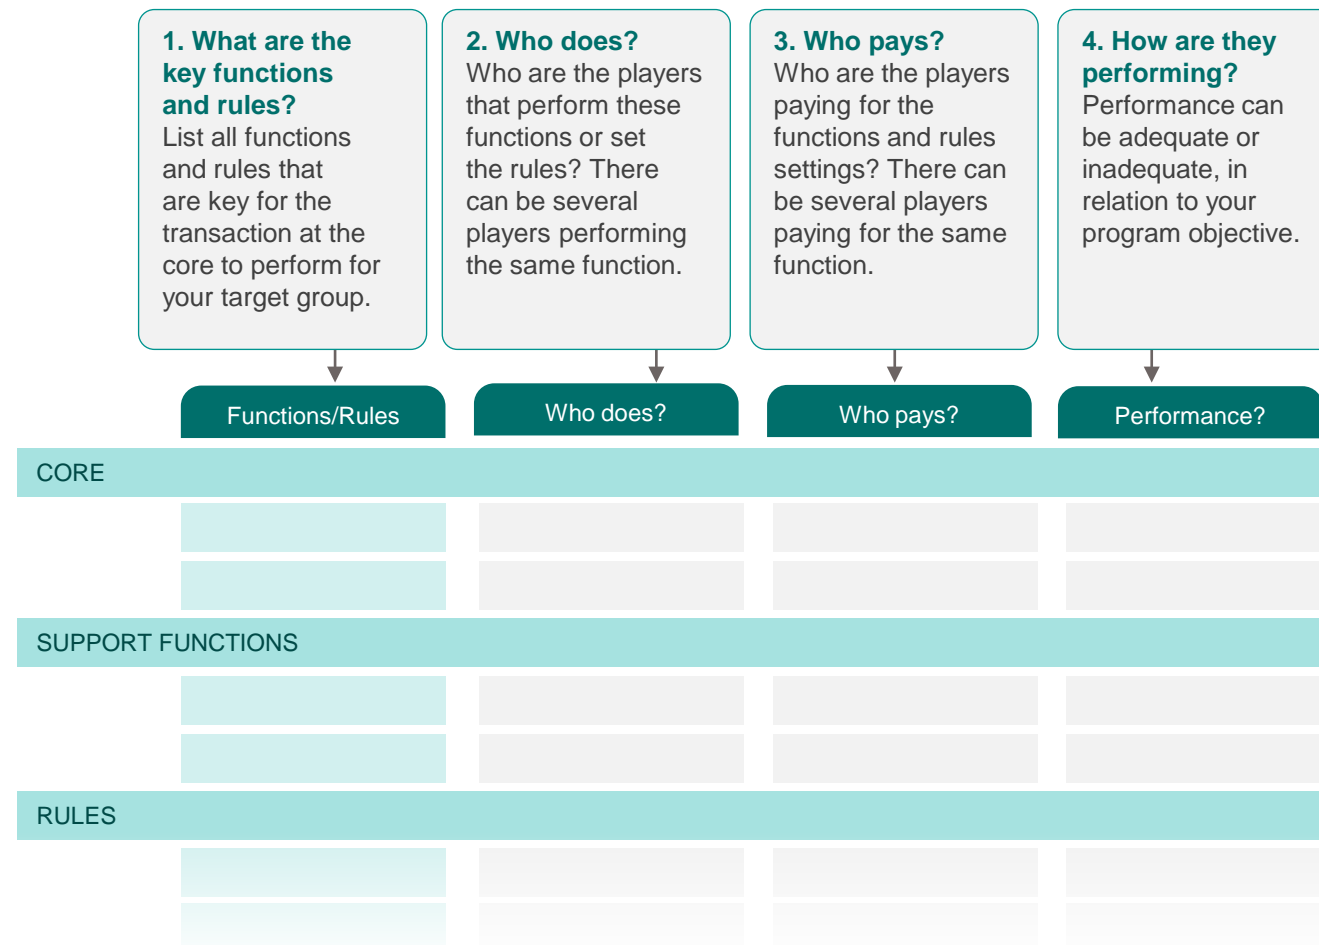 1. What are the
key functions
and rules?
List all functions
and rules that
are key for the
transaction at the
core to perform for
your target group.
2. Who does?
Who are the players
that perform these
functions or set
the rules? There
can be several
players performing
the same function.
3. Who pays?
Who are the players
paying for the
functions and rules
settings? There can
be several players
paying for the same
function.
4. How are they
performing?
Performance can
be adequate or
inadequate, in
relation to your
program objective.
Functions/Rules
Who does?
Who pays?
Performance?
CORE
SUPPORT FUNCTIONS
RULES